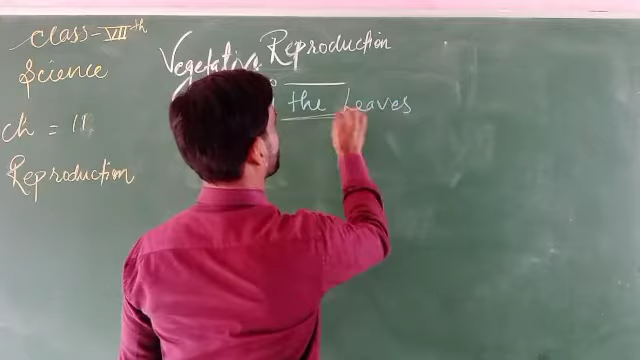 Class-VIIth
Science
Ch = 11
Reproduction
Vegetative Reproduction
the Leaves